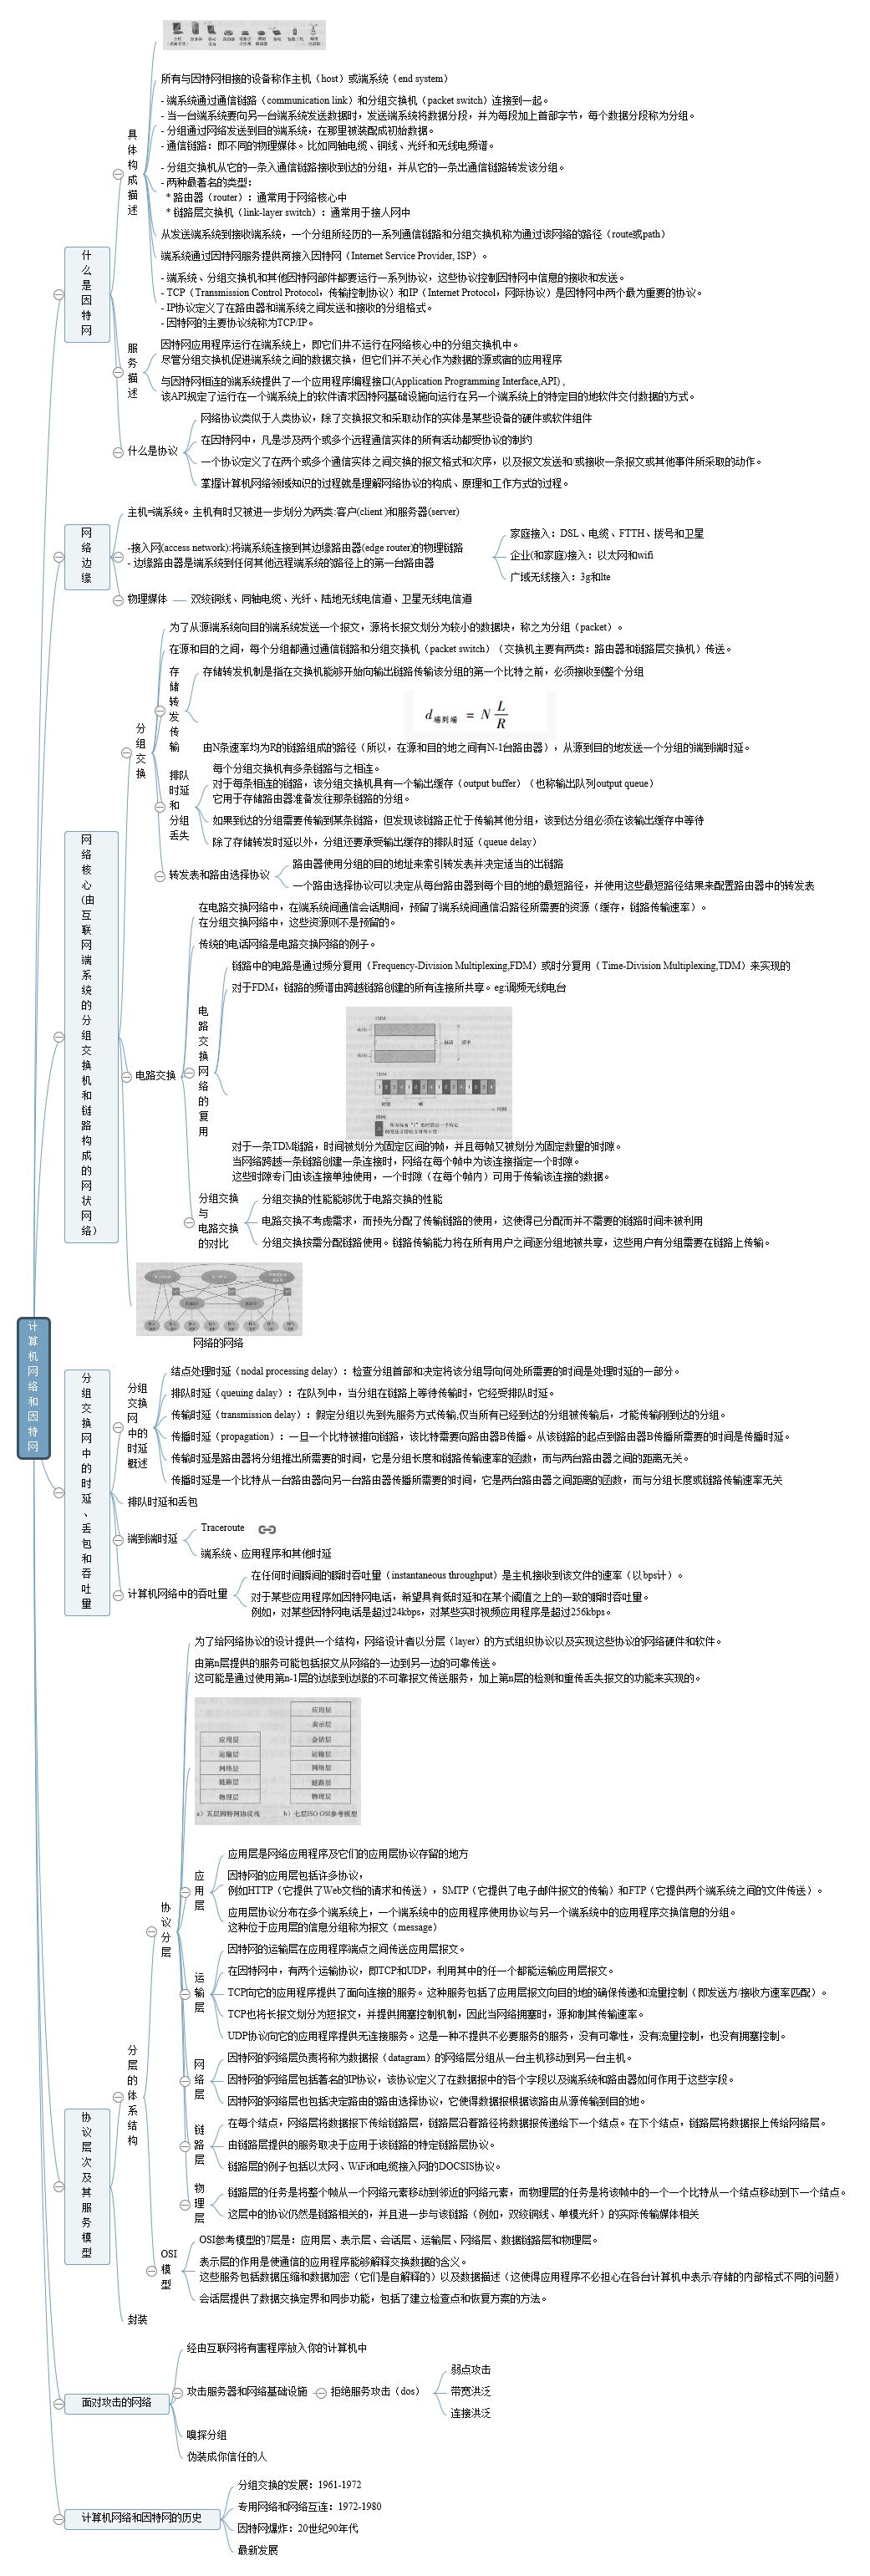 计算机网络和因特网
什么是因特网
具体构成描述
所有与因特网相接的设备称作主机（host）或端系统（end system）
- 端系统通过通信链路（communication link）和分组交换机（packet switch）连接到一起。
- 当一台端系统要向另一台端系统发送数据时，发送端系统将数据分段，并为每段加上首部字节，每个数据分段称为分组。
- 分组通过网络发送到目的端系统，在那里被装配成初始数据。
- 通信链路：即不同的物理媒体。比如同轴电缆、铜线、光纤和无线电频谱。
- 分组交换机从它的一条入通信链路接收到达的分组，并从它的一条出通信链路转发该分组。
- 两种最著名的类型：
* 路由器（router）：通常用于网络核心中
* 链路层交换机（link-layer switch）：通常用于接人网中
从发送端系统到接收端系统，一个分组所经历的一系列通信链路和分组交换机称为通过该网络的路径（route或path）
端系统通过因特网服务提供商接入因特网（Internet Service Provider, ISP）。
- 端系统、分组交换机和其他因特网部件都要运行一系列协议，这些协议控制因特网中信息的接收和发送。
- TCP（Transmission Control Protocol，传输控制协议）和IP（Internet Protocol，网际协议）是因特网中两个最为重要的协议。
- IP协议定义了在路由器和端系统之间发送和接收的分组格式。
- 因特网的主要协议统称为TCP/IP。
服务描述
因特网应用程序运行在端系统上，即它们并不运行在网络核心中的分组交换机中。
尽管分组交换机促进端系统之间的数据交换，但它们并不关心作为数据的源或宿的应用程序
与因特网相连的端系统提供了一个应用程序编程接口(Application Programming Interface,API)，
该API规定了运行在一个端系统上的软件请求因特网基础设施向运行在另一个端系统上的特定目的地软件交付数据的方式。
什么是协议
网络协议类似于人类协议，除了交换报文和采取动作的实体是某些设备的硬件或软件组件
在因特网中，凡是涉及两个或多个远程通信实体的所有活动都受协议的制约
一个协议定义了在两个或多个通信实体之间交换的报文格式和次序，以及报文发送和/或接收一条报文或其他事件所采取的动作。
掌握计算机网络领域知识的过程就是理解网络协议的构成、原理和工作方式的过程。
网络边缘
主机=端系统。主机有时又被进一步划分为两类:客户(client )和服务器(server)
-接入网(access network):将端系统连接到其边缘路由器(edge router)的物理链路
- 边缘路由器是端系统到任何其他远程端系统的路径上的第一台路由器
家庭接入：DSL、电缆、FTTH、拨号和卫星
企业(和家庭)接入：以太网和wifi
广域无线接入：3g和lte
物理媒体
双绞铜线、同轴电缆、光纤、陆地无线电信道、卫星无线电信道
网络核心(由互联网端系统的分组交换机和链路构成的网状网络)
分组交换
为了从源端系统向目的端系统发送一个报文，源将长报文划分为较小的数据块，称之为分组（packet）。
在源和目的之间，每个分组都通过通信链路和分组交换机（packet switch）（交换机主要有两类：路由器和链路层交换机）传送。
存储转发传输
存储转发机制是指在交换机能够开始向输出链路传输该分组的第一个比特之前，必须接收到整个分组
d端到端 = N L/R
由N条速率均为R的链路组成的路径（所以，在源和目的地之间有N-1台路由器），从源到目的地发送一个分组的端到端时延。
排队时延和分组丢失
每个分组交换机有多条链路与之相连。
对于每条相连的链路，该分组交换机具有一个输出缓存（output buffer）（也称输出队列output queue）
它用于存储路由器准备发往那条链路的分组。
如果到达的分组需要传输到某条链路，但发现该链路正忙于传输其他分组，该到达分组必须在该输出缓存中等待
除了存储转发时延以外，分组还要承受输出缓存的排队时延（queue delay）
转发表和路由选择协议
路由器使用分组的目的地址来索引转发表并决定适当的出链路
一个路由选择协议可以决定从每台路由器到每个目的地的最短路径，并使用这些最短路径结果来配置路由器中的转发表
电路交换
在电路交换网络中，在端系统间通信会话期间，预留了端系统间通信沿路径所需要的资源（缓存，链路传输速率）。
在分组交换网络中，这些资源则不是预留的。
传统的电话网络是电路交换网络的例子。
电路交换网络的复用
链路中的电路是通过频分复用（Frequency-Division Multiplexing,FDM）或时分复用（Time-Division Multiplexing,TDM）来实现的
对于FDM，链路的频谱由跨越链路创建的所有连接所共享。eg:调频无线电台
对于一条TDM链路，时间被划分为固定区间的帧，并且每帧又被划分为固定数量的时隙。
当网络跨越一条链路创建一条连接时，网络在每个帧中为该连接指定一个时隙。
这些时隙专门由该连接单独使用，一个时隙（在每个帧内）可用于传输该连接的数据。
分组交换与电路交换的对比
分组交换的性能能够优于电路交换的性能
电路交换不考虑需求，而预先分配了传输链路的使用，这使得已分配而并不需要的链路时间未被利用
分组交换按需分配链路使用。链路传输能力将在所有用户之间逐分组地被共享，这些用户有分组需要在链路上传输。
网络的网络
分组交换网中的时延、丢包和吞吐量
分组交换网中的时延概述
结点处理时延（nodal processing delay）：检查分组首部和决定将该分组导向何处所需要的时间是处理时延的一部分。
排队时延（queuing dalay）：在队列中，当分组在链路上等待传输时，它经受排队时延。
传输时延（transmission delay）：假定分组以先到先服务方式传输,仅当所有已经到达的分组被传输后，才能传输刚到达的分组。
传播时延（propagation）：一旦一个比特被推向链路，该比特需要向路由器B传播。从该链路的起点到路由器B传播所需要的时间是传播时延。
传输时延是路由器将分组推出所需要的时间，它是分组长度和链路传输速率的函数，而与两台路由器之间的距离无关。
传播时延是一个比特从一台路由器向另一台路由器传播所需要的时间，它是两台路由器之间距离的函数，而与分组长度或链路传输速率无关
排队时延和丢包
端到端时延
Traceroute
端系统、应用程序和其他时延
计算机网络中的吞吐量
在任何时间瞬间的瞬时吞吐量（instantaneous throughput）是主机接收到该文件的速率（以bps计）。
对于某些应用程序如因特网电话，希望具有低时延和在某个阈值之上的一致的瞬时吞吐量。
例如，对某些因特网电话是超过24kbps，对某些实时视频应用程序是超过256kbps。
协议层次及其服务模型
分层的体系结构
协议分层
为了给网络协议的设计提供一个结构，网络设计者以分层（layer）的方式组织协议以及实现这些协议的网络硬件和软件。
由第n层提供的服务可能包括报文从网络的一边到另一边的可靠传送。
这可能是通过使用第n-1层的边缘到边缘的不可靠报文传送服务，加上第n层的检测和重传丢失报文的功能来实现的。
应用层
运输层
网络层
链路层
物理层
a）五层因特网协议栈
应用层
表示层
会话层
运输层
网络层
链路层
物理层
b）七层ISO OSI参考模型
应用层
应用层是网络应用程序及它们的应用层协议存留的地方
因特网的应用层包括许多协议，
例如HTTP（它提供了Web文档的请求和传送），SMTP（它提供了电子邮件报文的传输）和FTP（它提供两个端系统之间的文件传送）。
应用层协议分布在多个端系统上，一个端系统中的应用程序使用协议与另一个端系统中的应用程序交换信息的分组。
这种位于应用层的信息分组称为报文（message）
运输层
因特网的运输层在应用程序端点之间传送应用层报文。
在因特网中，有两个运输协议，即TCP和UDP，利用其中的任一个都能运输应用层报文。
TCP向它的应用程序提供了面向连接的服务。这种服务包括了应用层报文向目的地的确保传递和流量控制（即发送方/接收方速率匹配）。
TCP也将长报文划分为短报文，并提供拥塞控制机制，因此当网络拥塞时，源抑制其传输速率。
UDP协议向它的应用程序提供无连接服务。这是一种不提供不必要服务的服务，没有可靠性，没有流量控制，也没有拥塞控制。
网络层
因特网的网络层负责将称为数据报（datagram）的网络层分组从一台主机移动到另一台主机。
因特网的网络层包括著名的IP协议，该协议定义了在数据报中的各个字段以及端系统和路由器如何作用于这些字段。
因特网的网络层也包括决定路由的路由选择协议，它使得数据报根据该路由从源传输到目的地。
链路层
在每个结点，网络层将数据报下传给链路层，链路层沿着路径将数据报传递给下一个结点。在下个结点，链路层将数据报上传给网络层。
由链路层提供的服务取决于应用于该链路的特定链路层协议。
链路层的例子包括以太网、WiFi和电缆接入网的DOCSIS协议。
物理层
链路层的任务是将整个帧从一个网络元素移动到邻近的网络元素，而物理层的任务是将该帧中的一个一个比特从一个结点移动到下一个结点。
这层中的协议仍然是链路相关的，并且进一步与该链路（例如，双绞铜线、单模光纤）的实际传输媒体相关
OSI模型
OSI参考模型的7层是：应用层、表示层、会话层、运输层、网络层、数据链路层和物理层。
表示层的作用是使通信的应用程序能够解释交换数据的含义。
这些服务包括数据压缩和数据加密（它们是自解释的）以及数据描述（这使得应用程序不必担心在各台计算机中表示/存储的内部格式不同的问题）
会话层提供了数据交换定界和同步功能，包括了建立检查点和恢复方案的方法。
封装
面对攻击的网络
经由互联网将有害程序放入你的计算机中
攻击服务器和网络基础设施
拒绝服务攻击（dos）
弱点攻击
带宽洪泛
连接洪泛
嗅探分组
伪装成你信任的人
计算机网络和因特网的历史
分组交换的发展：1961-1972
专用网络和网络互连：1972-1980
因特网爆炸：20世纪90年代
最新发展